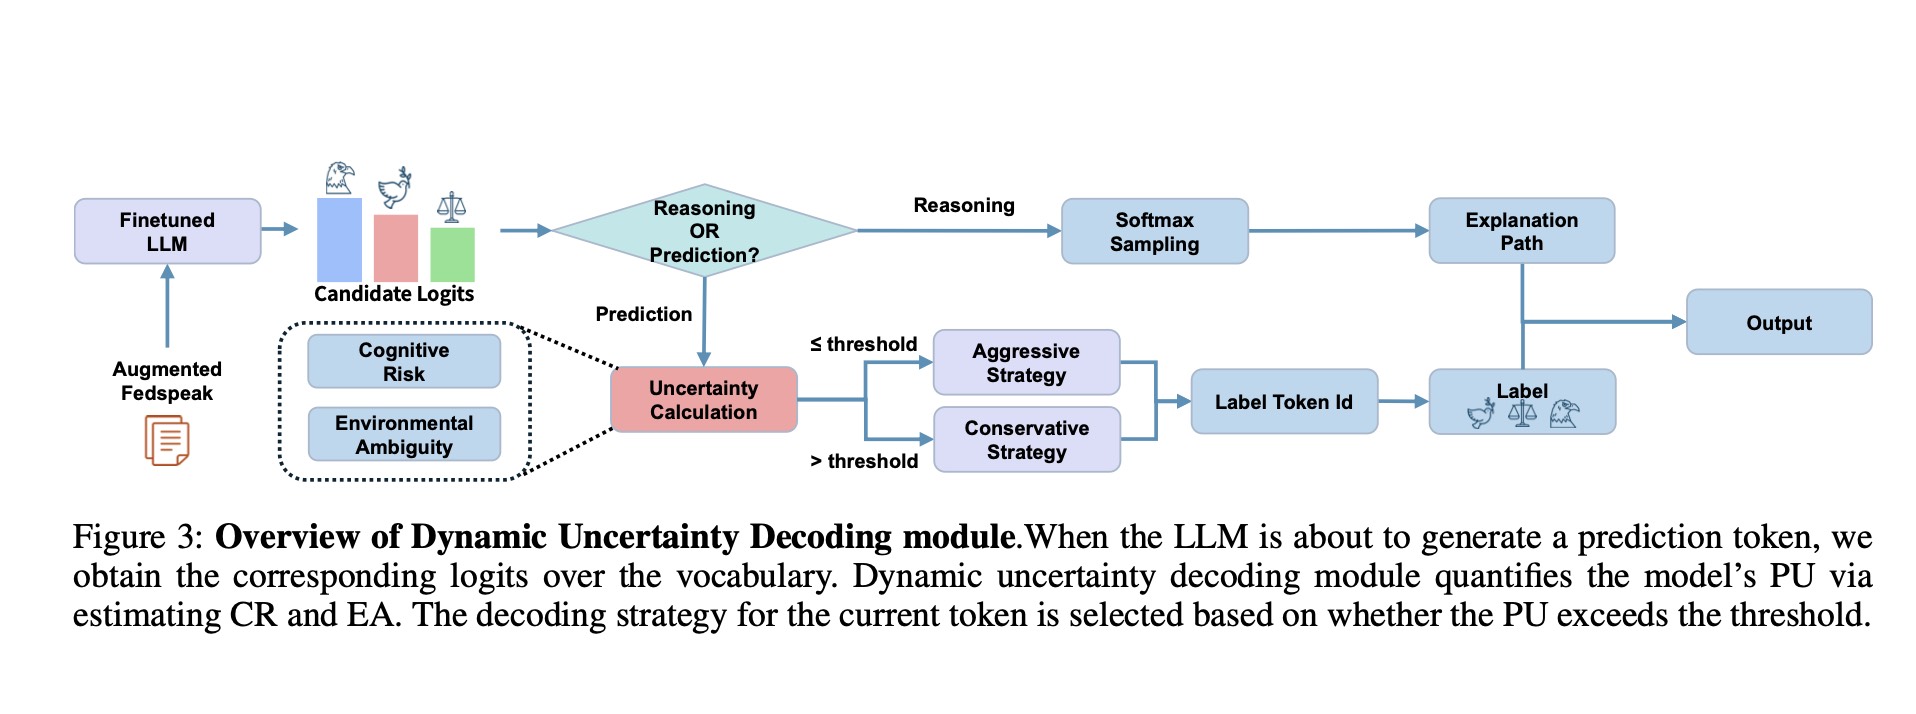 Finetuned
LLM
Candidate Logits
Reasoning
OR
Prediction?
Reasoning
Softmax
Sampling
Explanation
Path
Prediction
Output
Augmented
Fedspeak
Cognitive
Risk
Environmental
Ambiguity
Uncertainty
Calculation
≤ threshold
> threshold
Aggressive
Strategy
Conservative
Strategy
Label Token Id
Label
Figure 3: Overview of Dynamic Uncertainty Decoding module.When the LLM is about to generate a prediction token, we
obtain the corresponding logits over the vocabulary. Dynamic uncertainty decoding module quantifies the model’s PU via
estimating CR and EA. The decoding strategy for the current token is selected based on whether the PU exceeds the threshold.